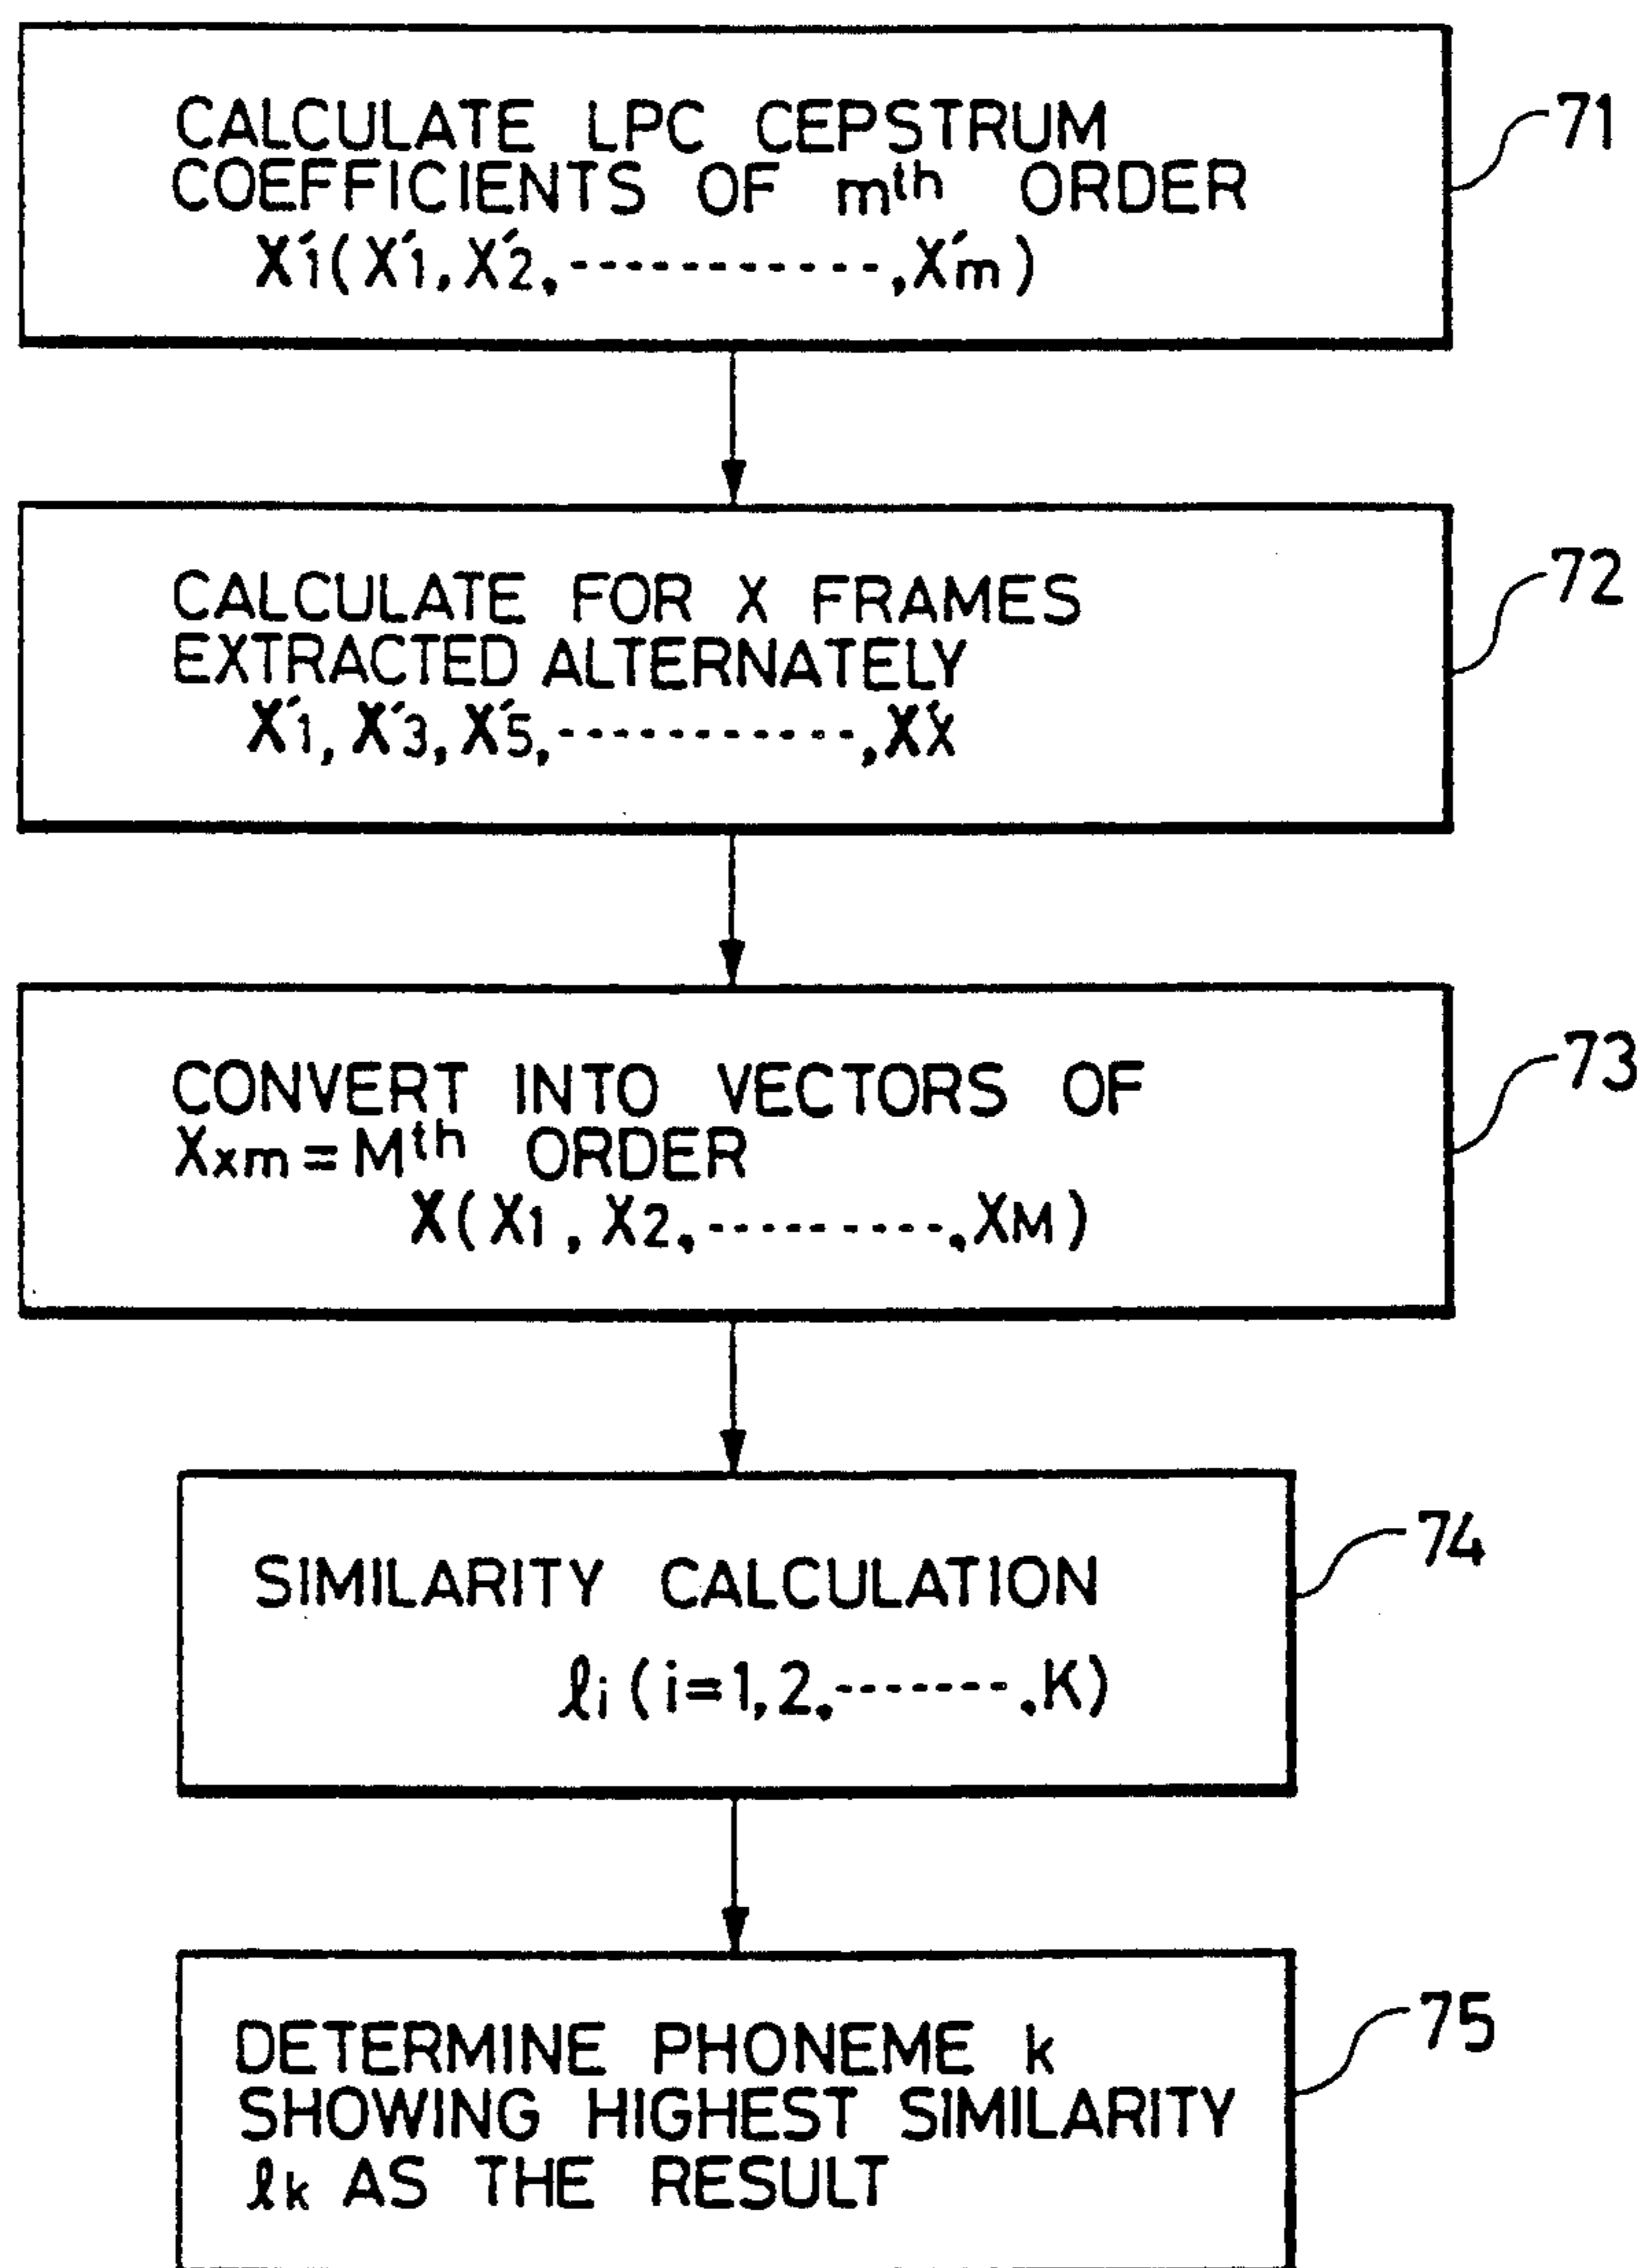 CALCULATE LPC CEPSTRUM
COEFFICIENTS OF mth ORDER
X'1(X'1,X'2,-----------,X'm)
71
CALCULATE FOR X FRAMES
EXTRACTED ALTERNATELY
X'1,X'3,X'5,-----------,X'X
72
CONVERT INTO VECTORS OF
Xxm=Mth ORDER
X(X1,X2,---------,XM)
73
SIMILARITY CALCULATION
ℓi(i=1,2,-------,K)
74
DETERMINE PHONEME k
SHOWING HIGHEST SIMILARITY
ℓk AS THE RESULT
75